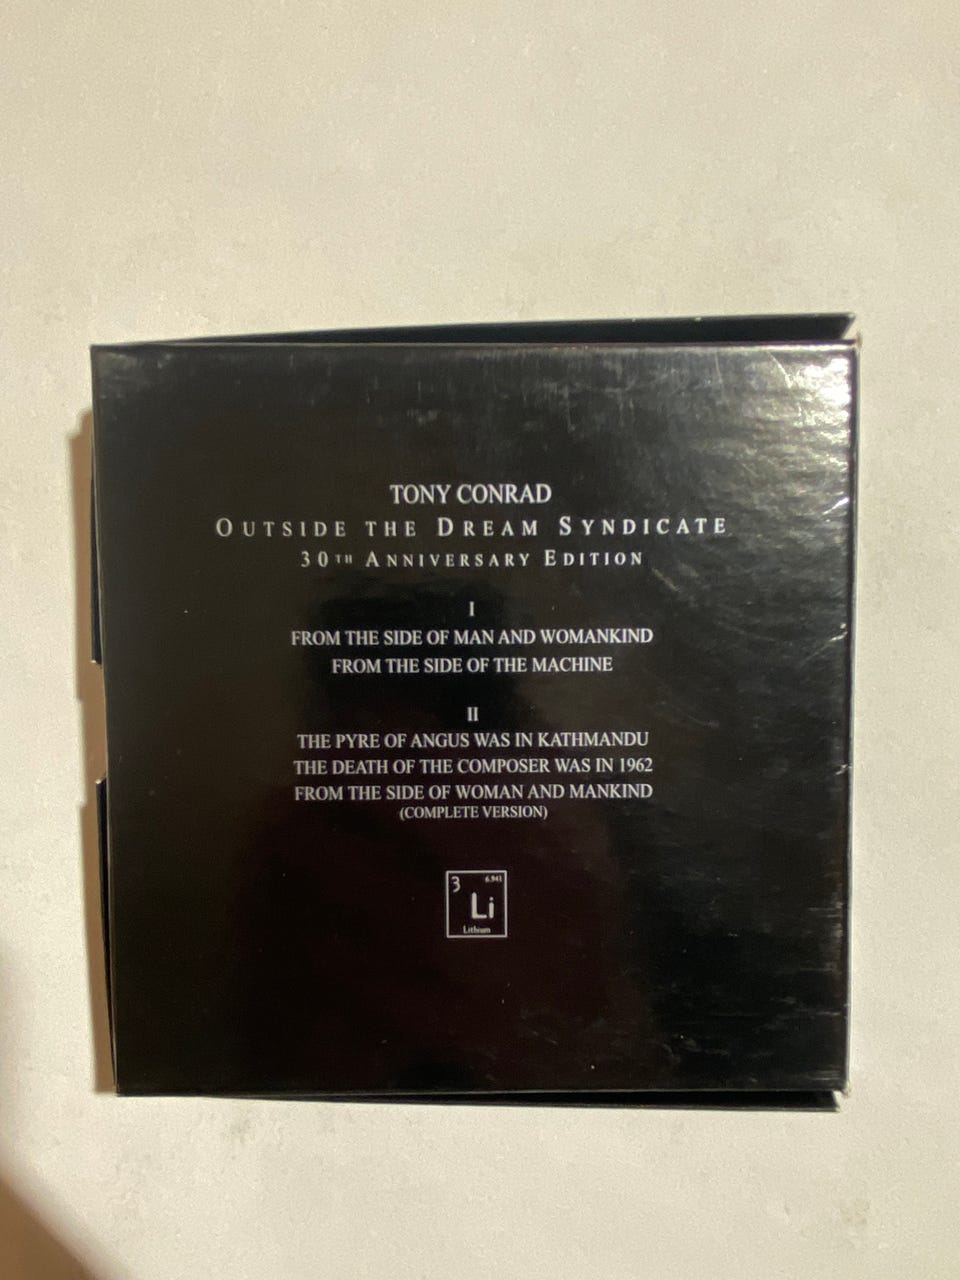 TONY CONRAD
OUTSIDE THE DREAM SYNDICATE
30TH ANNIVERSARY EDITION
I
FROM THE SIDE OF MAN AND WOMANKIND
FROM THE SIDE OF THE MACHINE
II
THE PYRE OF ANGUS WAS IN KATHMANDU
THE DEATH OF THE COMPOSER WAS IN 1962
FROM THE SIDE OF WOMAN AND MANKIND
(COMPLETE VERSION)
3 6.941
Li
Lithium